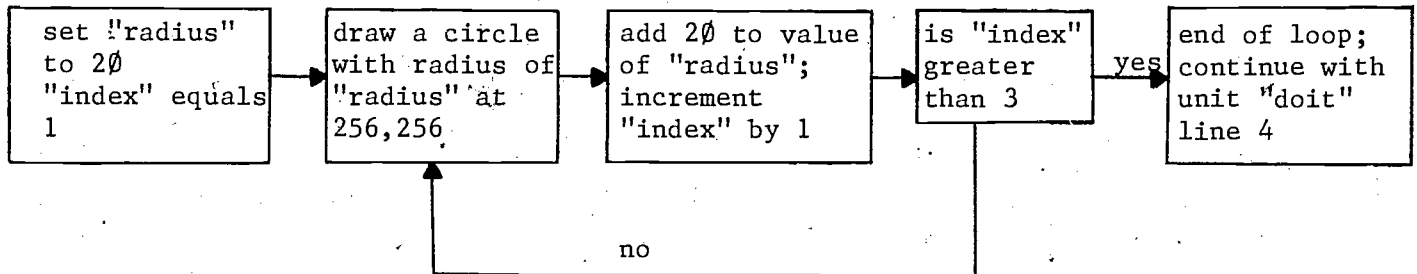 set "radius"
to 2Ø
"index" equals
1
draw a circle
with radius of
"radius" at
256,256
add 2Ø to value
of "radius";
increment
"index" by 1
is "index"
greater
than 3
yes
end of loop;
continue with
unit "doit"
line 4
no